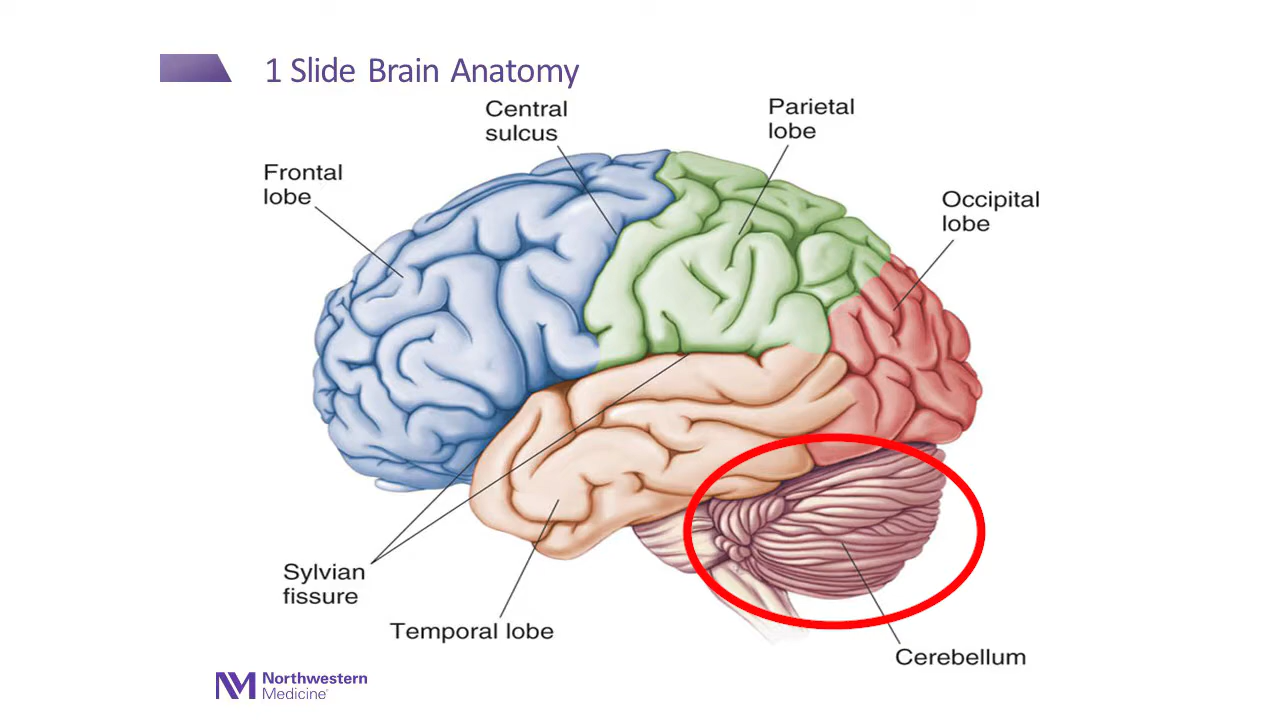 1 Slide Brain Anatomy
Central
sulcus
Parietal
lobe
Frontal
lobe
Occipital
lobe
Sylvian
fissure
Temporal lobe
Cerebellum
NM Northwestern
Medicine